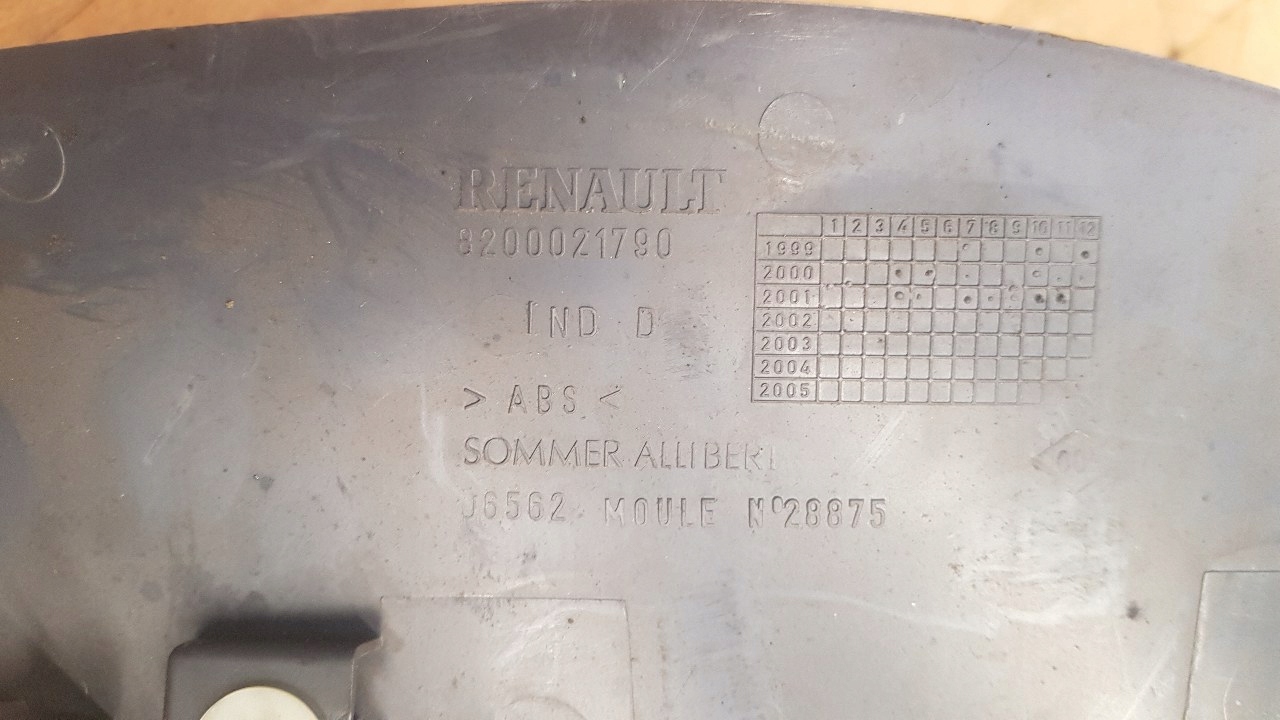 RENAULT
8200021790
IND D
> ABS <
SOMMER ALLIBERT
J6562 MOULE N°28875
1 2 3 4 5 6 7 8 9 10 11 12
1999
2000
2001
2002
2003
2004
2005